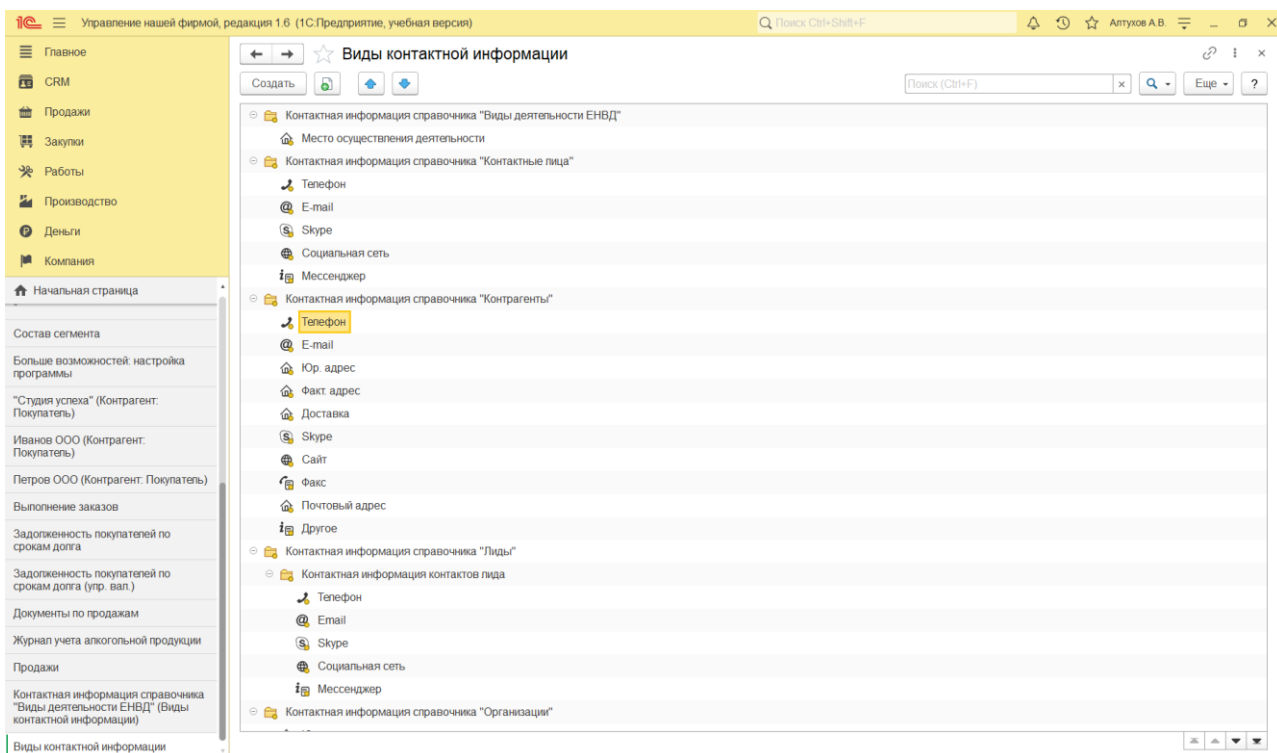 1С Управление нашей фирмой, редакция 1.6 (1С:Предприятие, учебная версия) Поиск Ctrl+Shift+F Алтухов А.В.
Главное
CRM
Продажи
Закупки
Работы
Производство
Деньги
Компания
Начальная страница
Состав сегмента
Больше возможностей: настройка
программы
"Студия успеха" (Контрагент:
Покупатель)
Иванов ООО (Контрагент:
Покупатель)
Петров ООО (Контрагент: Покупатель)
Выполнение заказов
Задолженность покупателей по
срокам долга
Задолженность покупателей по
срокам долга (упр. вал.)
Документы по продажам
Журнал учета алкогольной продукции
Продажи
Контактная информация справочника
"Виды деятельности ЕНВД" (Виды
контактной информации)
Виды контактной информации
Виды контактной информации
Создать Поиск (Ctrl+F) Еще ?
Контактная информация справочника "Виды деятельности ЕНВД"
Место осуществления деятельности
Контактная информация справочника "Контактные лица"
Телефон
E-mail
Skype
Социальная сеть
Мессенджер
Контактная информация справочника "Контрагенты"
Телефон
E-mail
Юр. адрес
Факт. адрес
Доставка
Skype
Сайт
Факс
Почтовый адрес
Другое
Контактная информация справочника "Лиды"
Контактная информация контактов лида
Телефон
Email
Skype
Социальная сеть
Мессенджер
Контактная информация справочника "Организации"